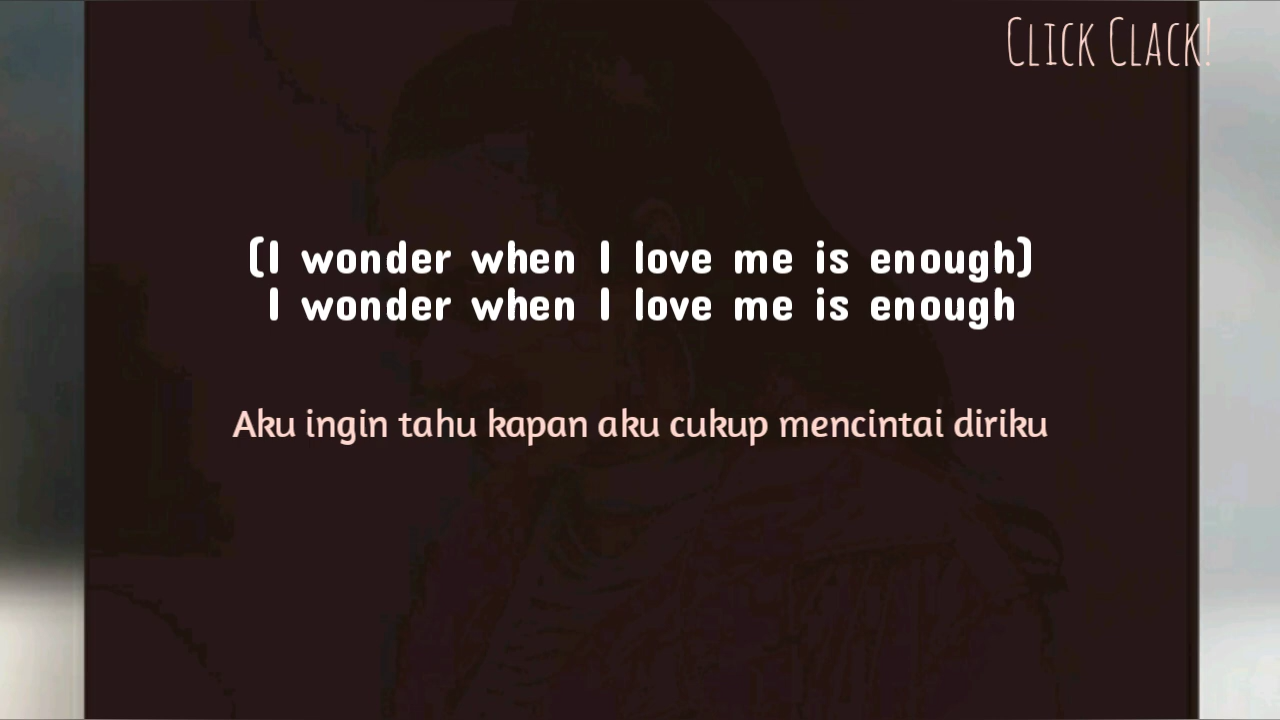 CLICK CLACK!
(I wonder when I love me is enough)
I wonder when I love me is enough
Aku ingin tahu kapan aku cukup mencintai diriku